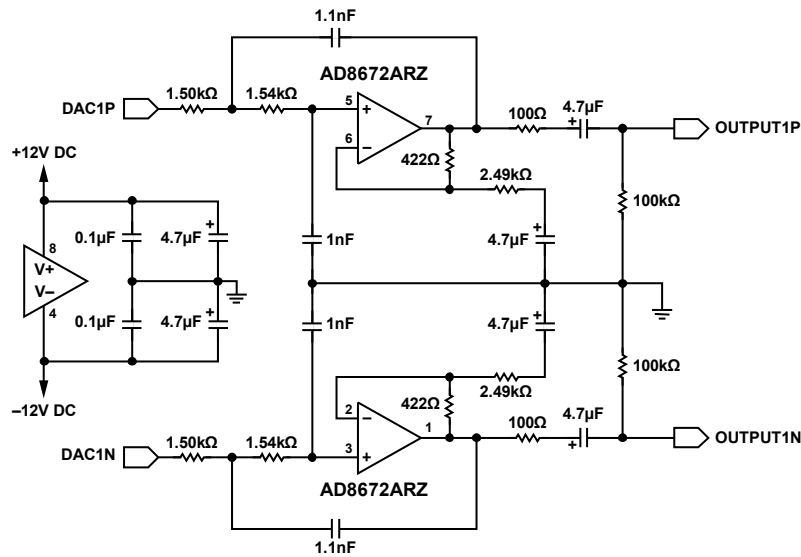 1.1nF
AD8672ARZ
1.50kΩ
1.54kΩ
DAC1P
5
+
7
6
–
100Ω
4.7µF
+
OUTPUT1P
422Ω
2.49kΩ
+12V DC
100kΩ
0.1µF
4.7µF
+
1nF
4.7µF
+
8
V+
V–
4
0.1µF
4.7µF
+
1nF
4.7µF
+
–12V DC
2.49kΩ
100kΩ
422Ω
2
–
3
+
1
100Ω
4.7µF
+
OUTPUT1N
DAC1N
1.50kΩ
1.54kΩ
AD8672ARZ
1.1nF